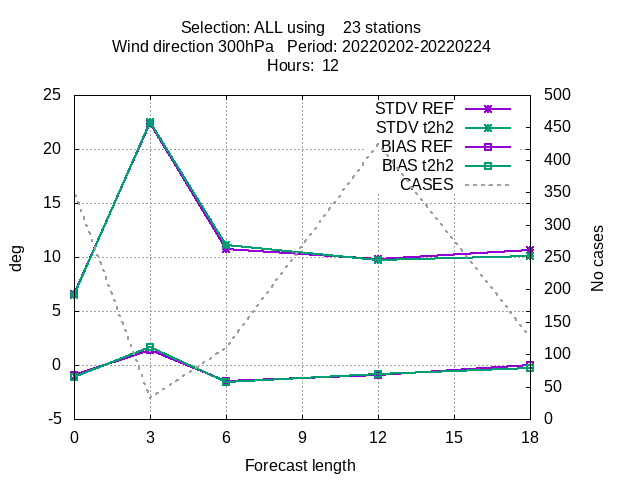 Selection: ALL using    23 stations
Wind direction 300hPa   Period: 20220202-20220224
Hours:  12
25
20
15
10
5
0
-5
500
450
400
350
300
250
200
150
100
50
0
deg
No cases
STDV REF
STDV t2h2
BIAS REF
BIAS t2h2
CASES
0 3 6 9 12 15 18
Forecast length